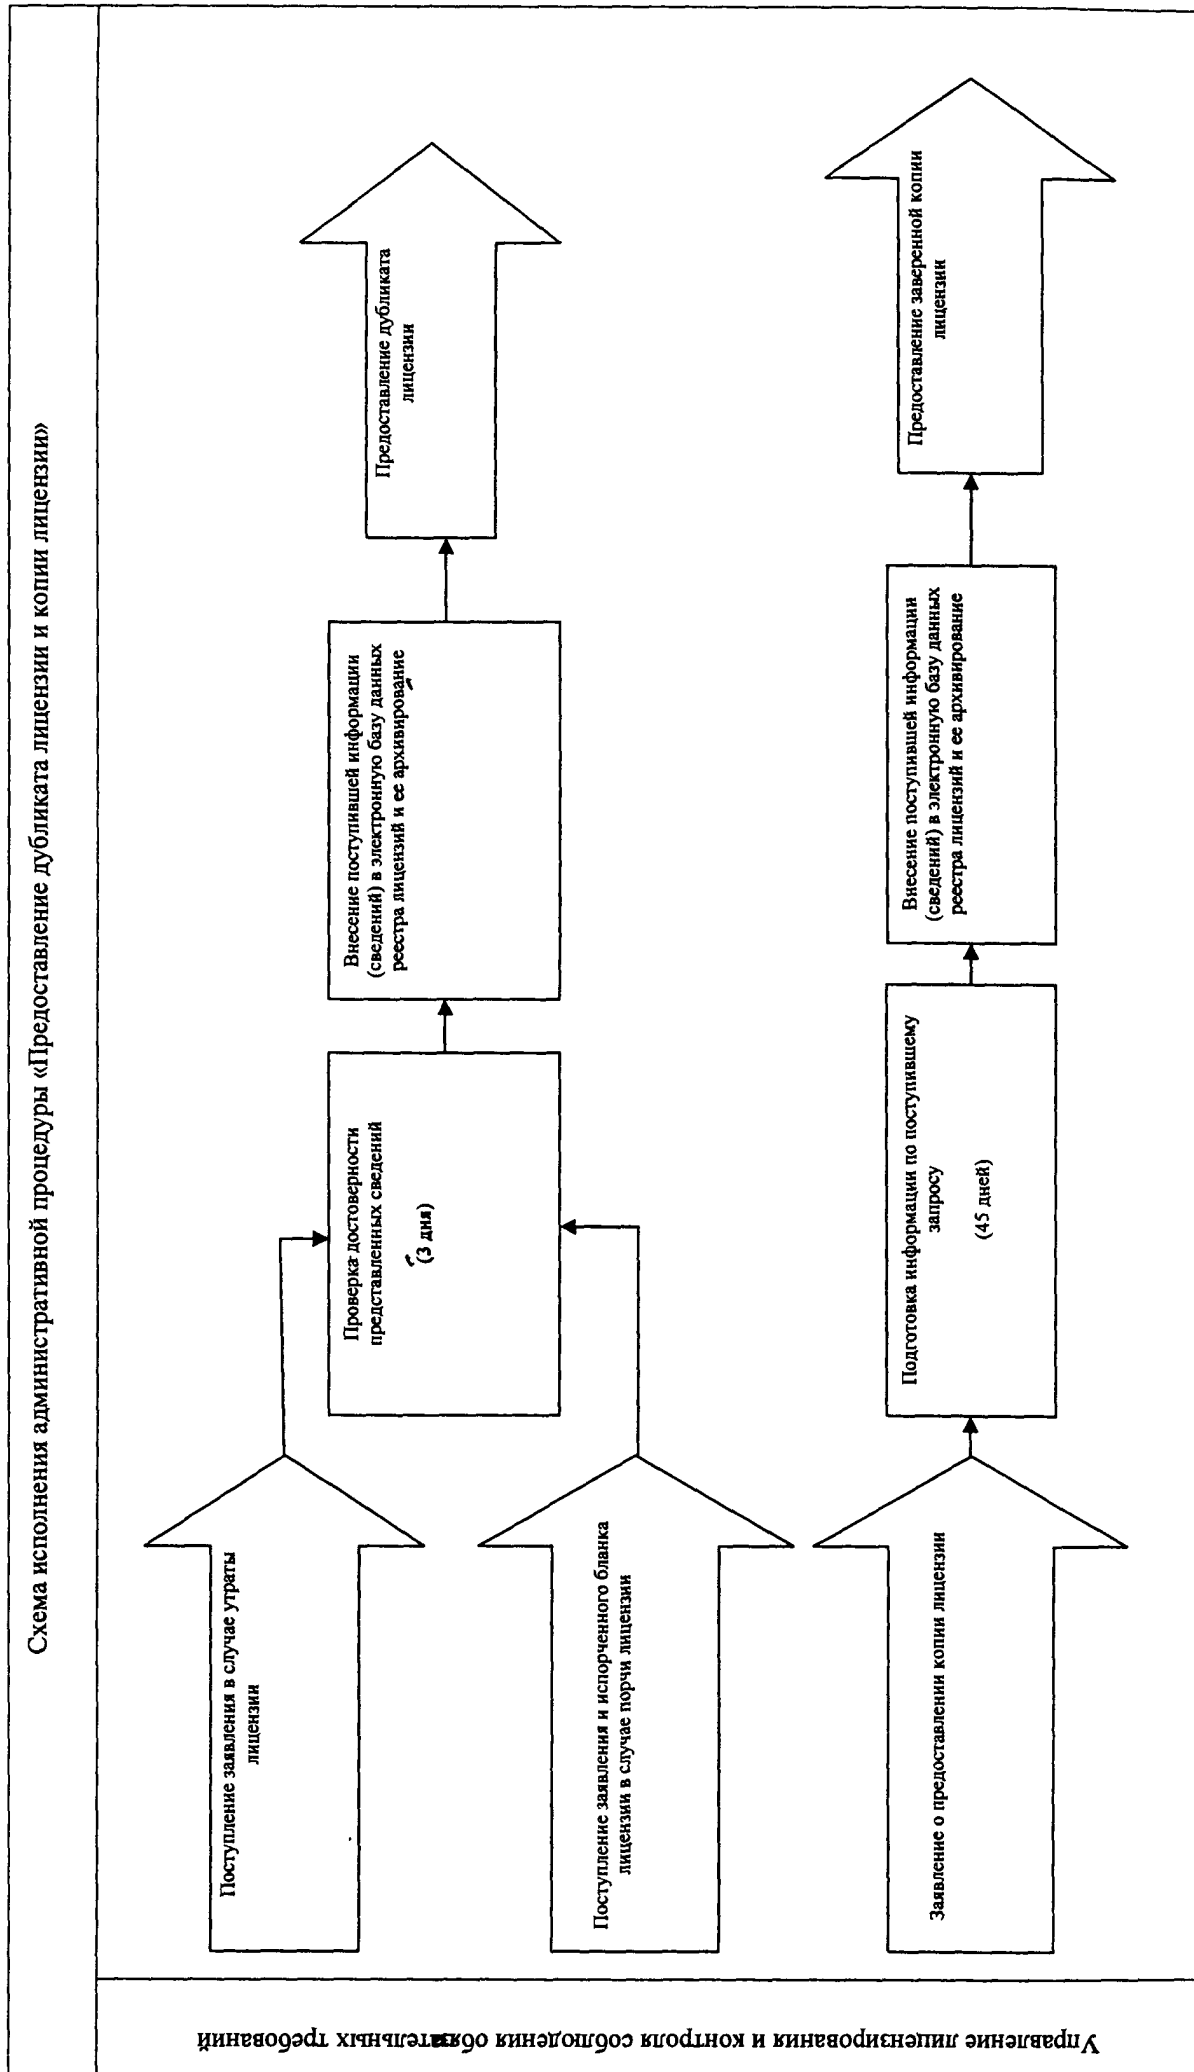 Схема исполнения административной процедуры «Предоставление дубликата лицензии и копии лицензии»
Управление лицензирования и контроля соблюдения обязательных требований
Поступление заявления в случае утраты
лицензии
Поступление заявления и испорченного бланка
лицензии в случае порчи лицензии
Проверка достоверности
представленных сведений
(3 дня)
Внесение поступившей информации
(сведений) в электронную базу данных
реестра лицензий и ее архивирование
Предоставление дубликата
лицензии
Заявление о предоставлении копии лицензии
Подготовка информации по поступившему
запросу
(45 дней)
Внесение поступившей информации
(сведений) в электронную базу данных
реестра лицензий и ее архивирование
Предоставление заверенной копии
лицензии